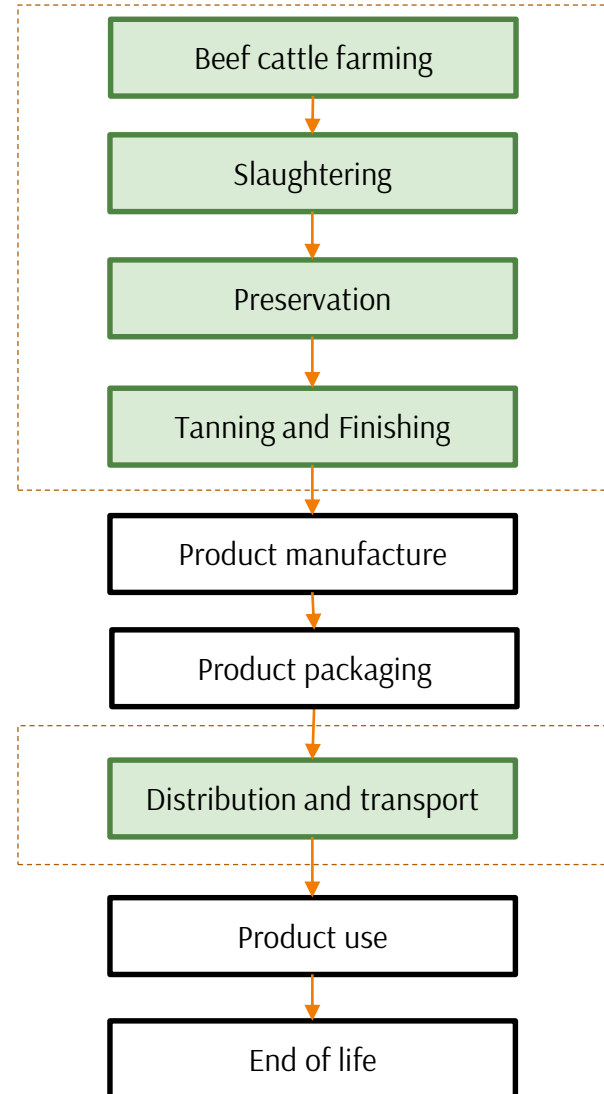 Beef cattle farming
Slaughtering
Preservation
Tanning and Finishing
Product manufacture
Product packaging
Distribution and transport
Product use
End of life